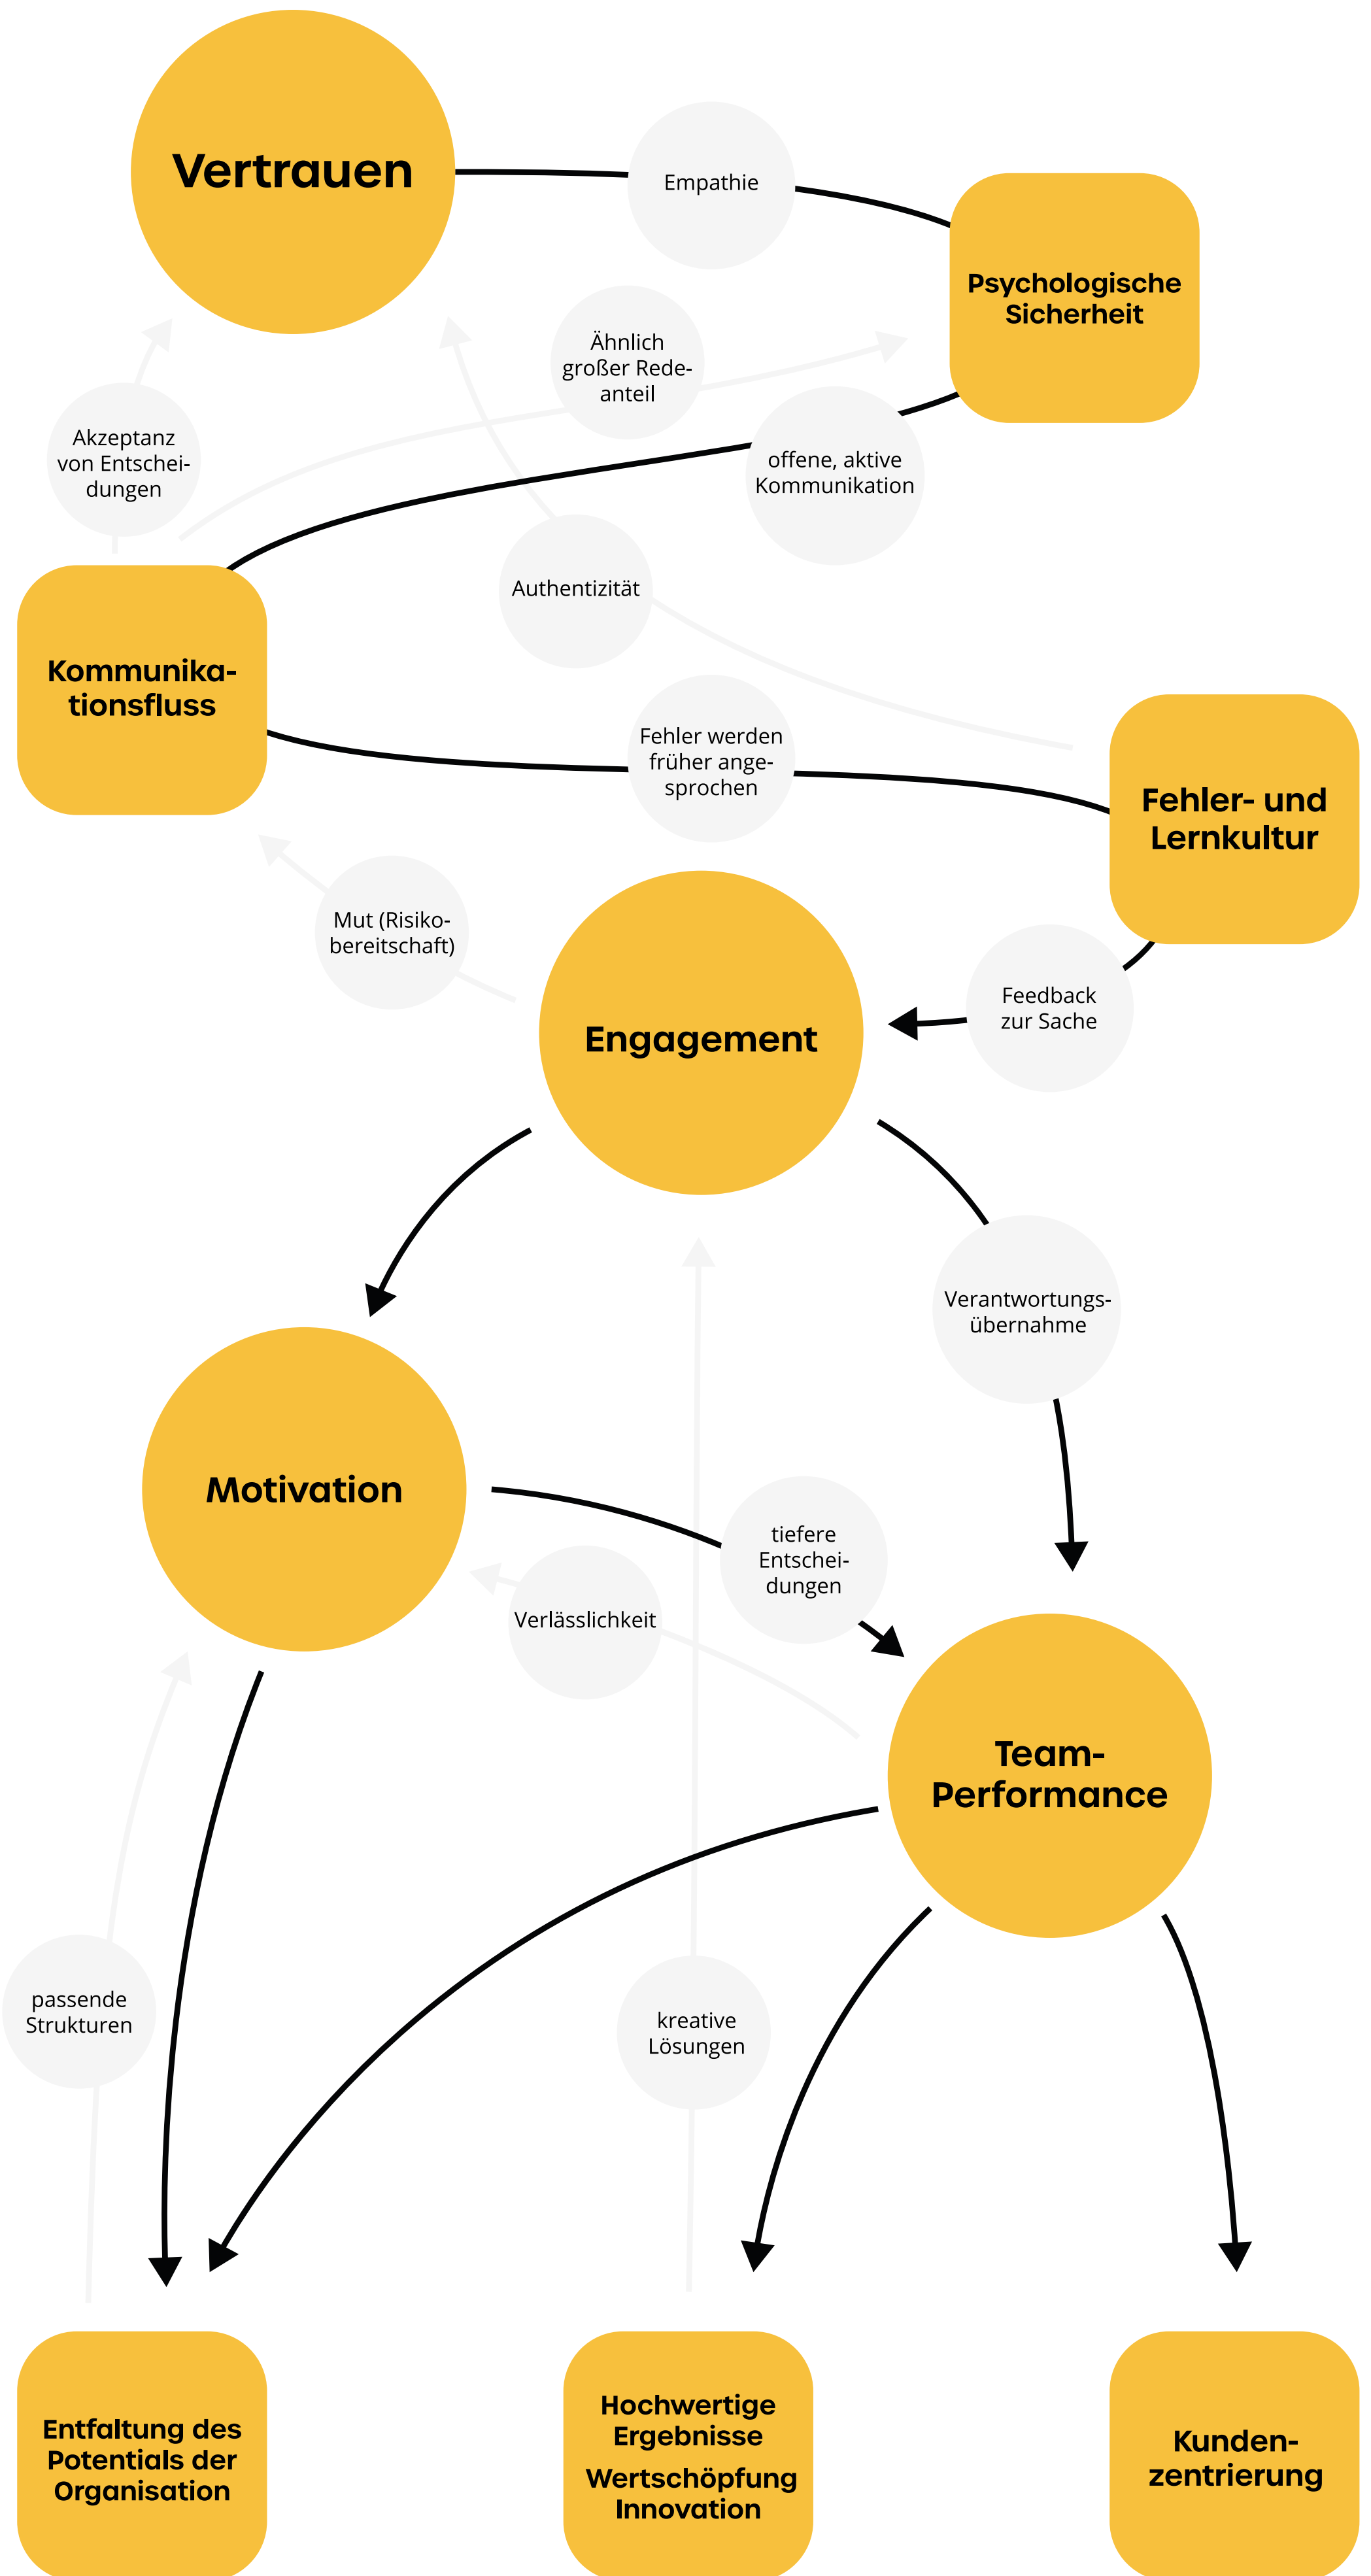 Vertrauen
Empathie
Psychologische
Sicherheit
Ähnlich
großer Rede-
anteil
Akzeptanz
von Entschei-
dungen
offene, aktive
Kommunikation
Authentizität
Kommunika-
tionsfluss
Fehler werden
früher ange-
sprochen
Fehler- und
Lernkultur
Mut (Risiko-
bereitschaft)
Feedback
zur Sache
Engagement
Verantwortungs-
übernahme
Motivation
tiefere
Entschei-
dungen
Verlässlichkeit
Team-
Performance
passende
Strukturen
kreative
Lösungen
Entfaltung des
Potentials der
Organisation
Hochwertige
Ergebnisse
Wertschöpfung
Innovation
Kunden-
zentrierung